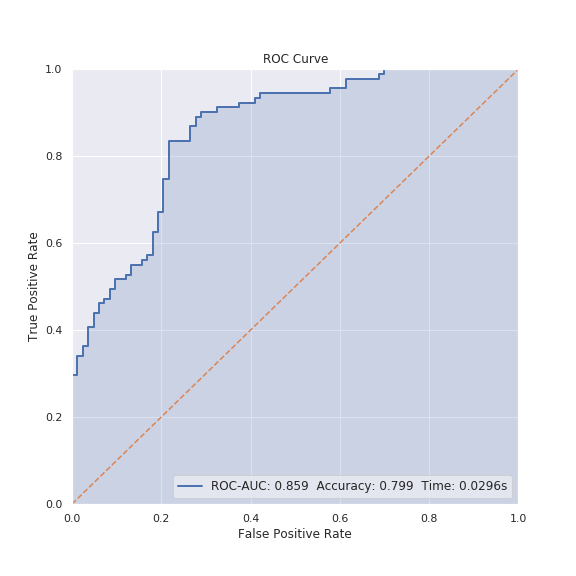 ROC Curve
1.0
0.8
0.6
0.4
0.2
0.0
True Positive Rate
ROC-AUC: 0.859  Accuracy: 0.799  Time: 0.0296s
0.0 0.2 0.4 0.6 0.8 1.0
False Positive Rate